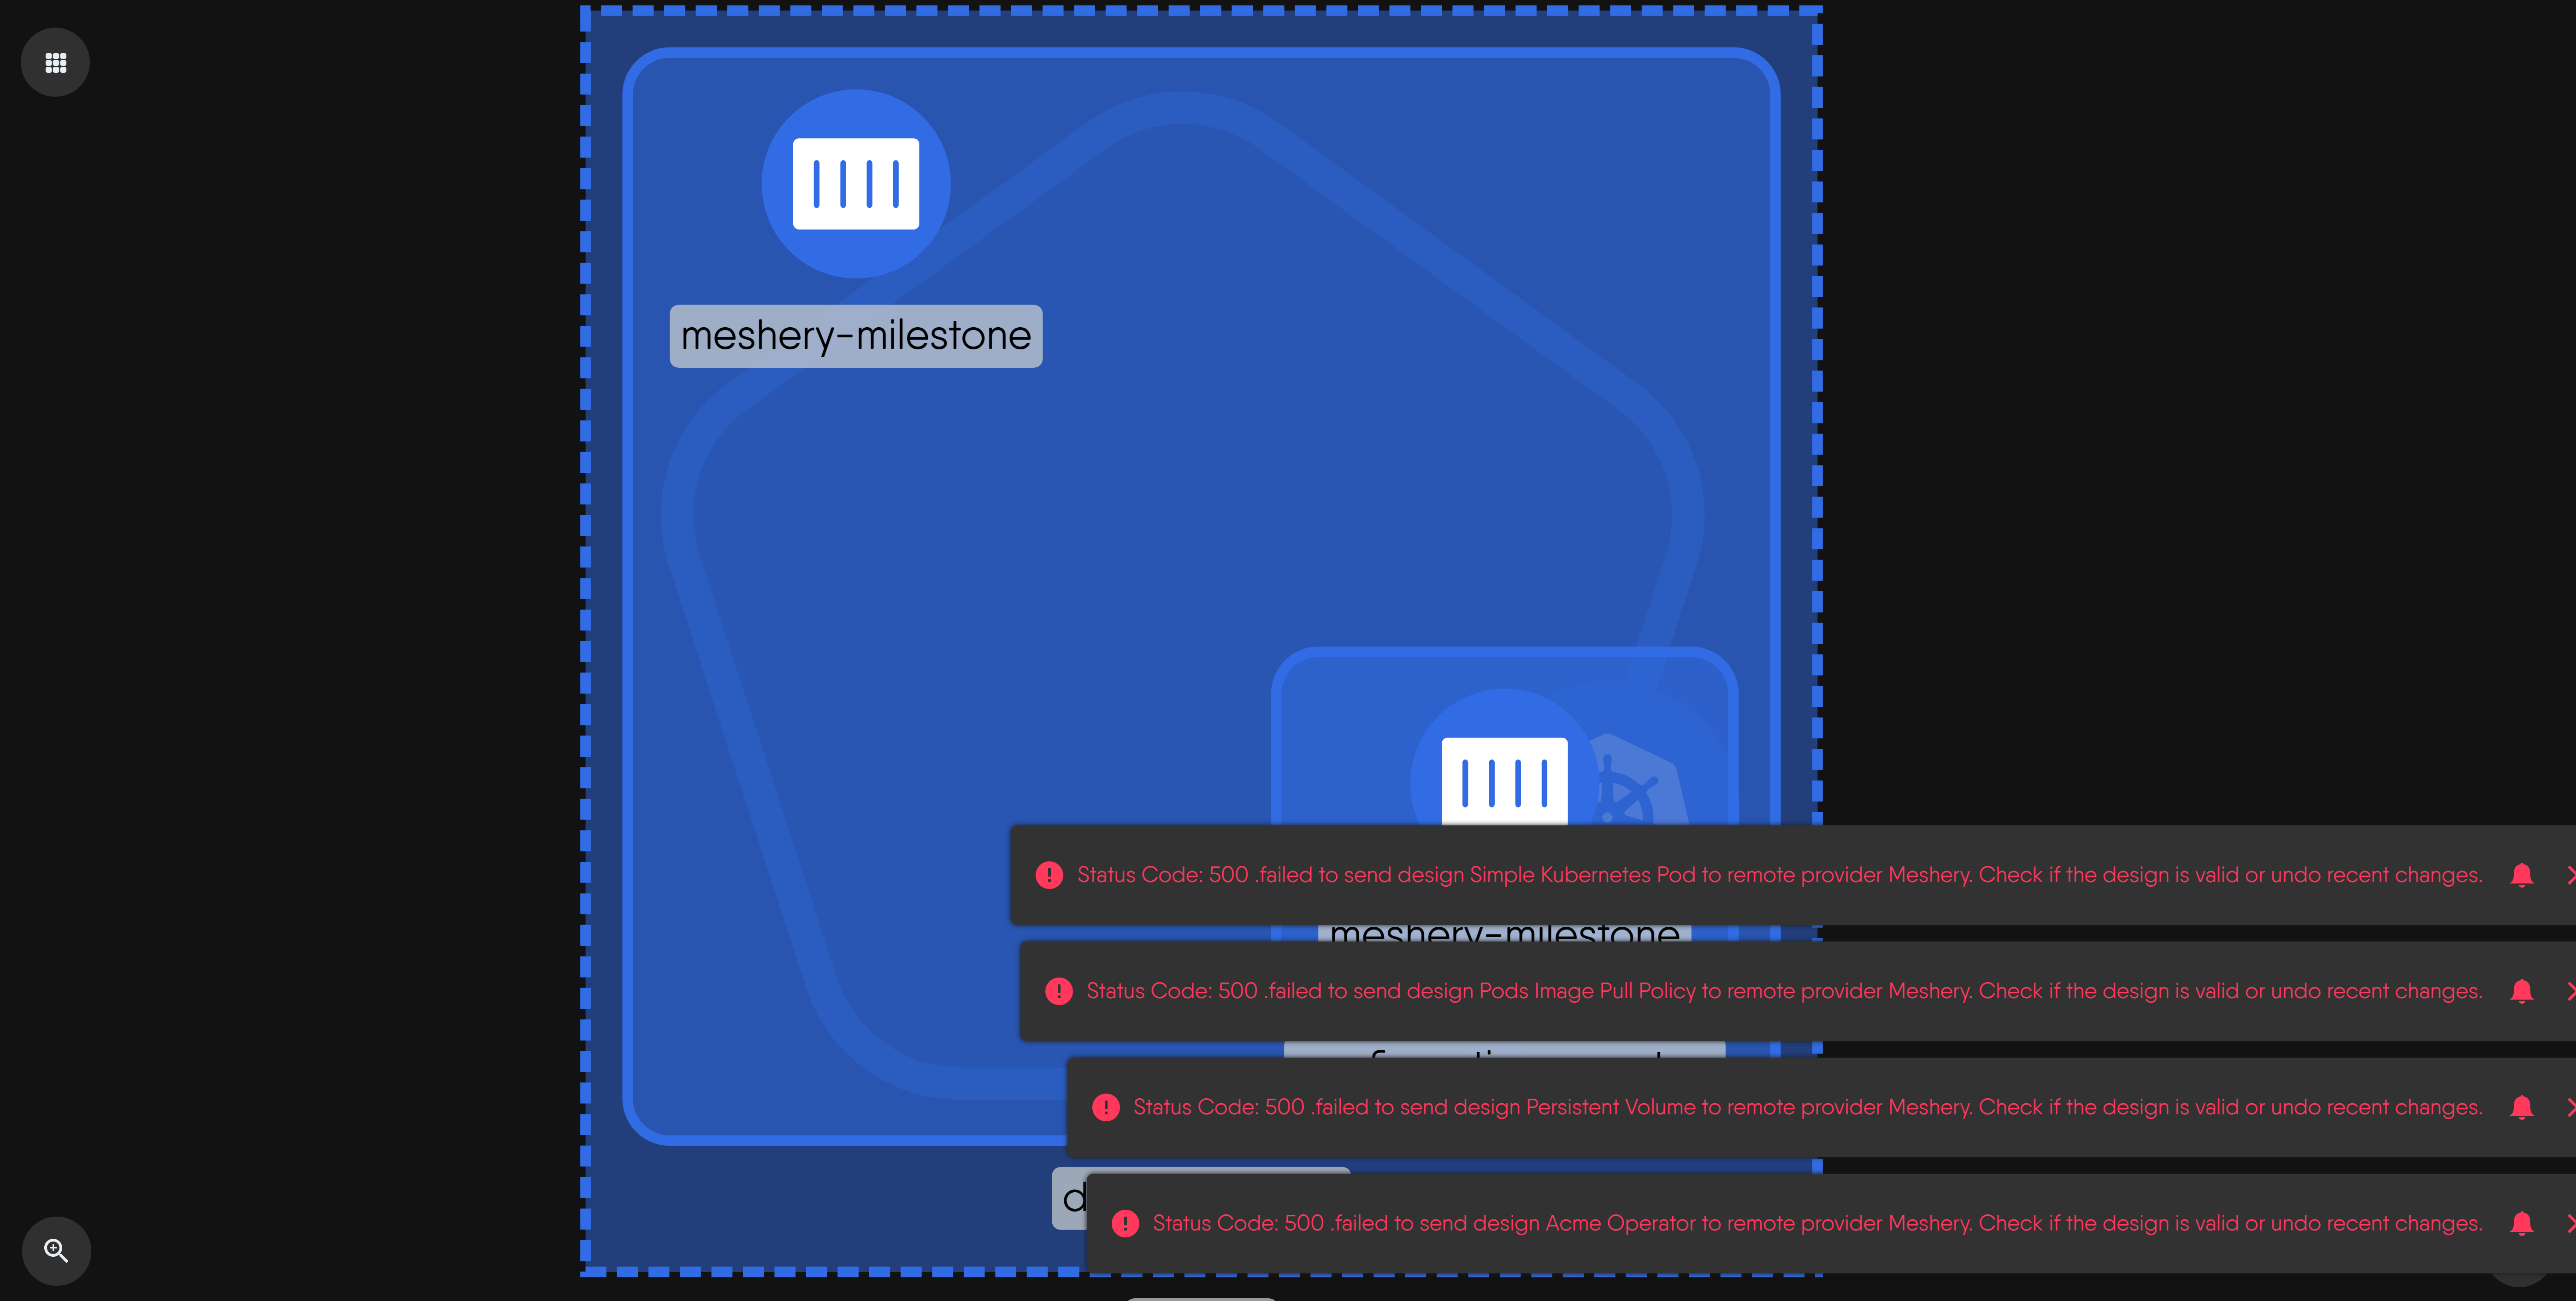 meshery-milestone
Status Code: 500 .failed to send design Simple Kubernetes Pod to remote provider Meshery. Check if the design is valid or undo recent changes.
meshery-milestone
Status Code: 500 .failed to send design Pods Image Pull Policy to remote provider Meshery. Check if the design is valid or undo recent changes.
Status Code: 500 .failed to send design Persistent Volume to remote provider Meshery. Check if the design is valid or undo recent changes.
Status Code: 500 .failed to send design Acme Operator to remote provider Meshery. Check if the design is valid or undo recent changes.